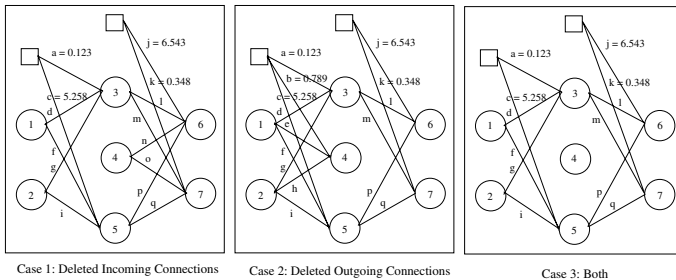 j = 6.543
a = 0.123
k = 0.348
c = 5.258
3
l
d
m
1
6
n
f
4
o
g
2
7
p
i
q
5
Case 1: Deleted Incoming Connections
j = 6.543
a = 0.123
b = 0.789
k = 0.348
c = 5.258
3
l
d
m
1
e
6
f
4
g
h
2
7
p
i
q
5
Case 2: Deleted Outgoing Connections
j = 6.543
a = 0.123
k = 0.348
c = 5.258
3
l
d
m
1
6
f
4
g
2
7
p
i
q
5
Case 3: Both